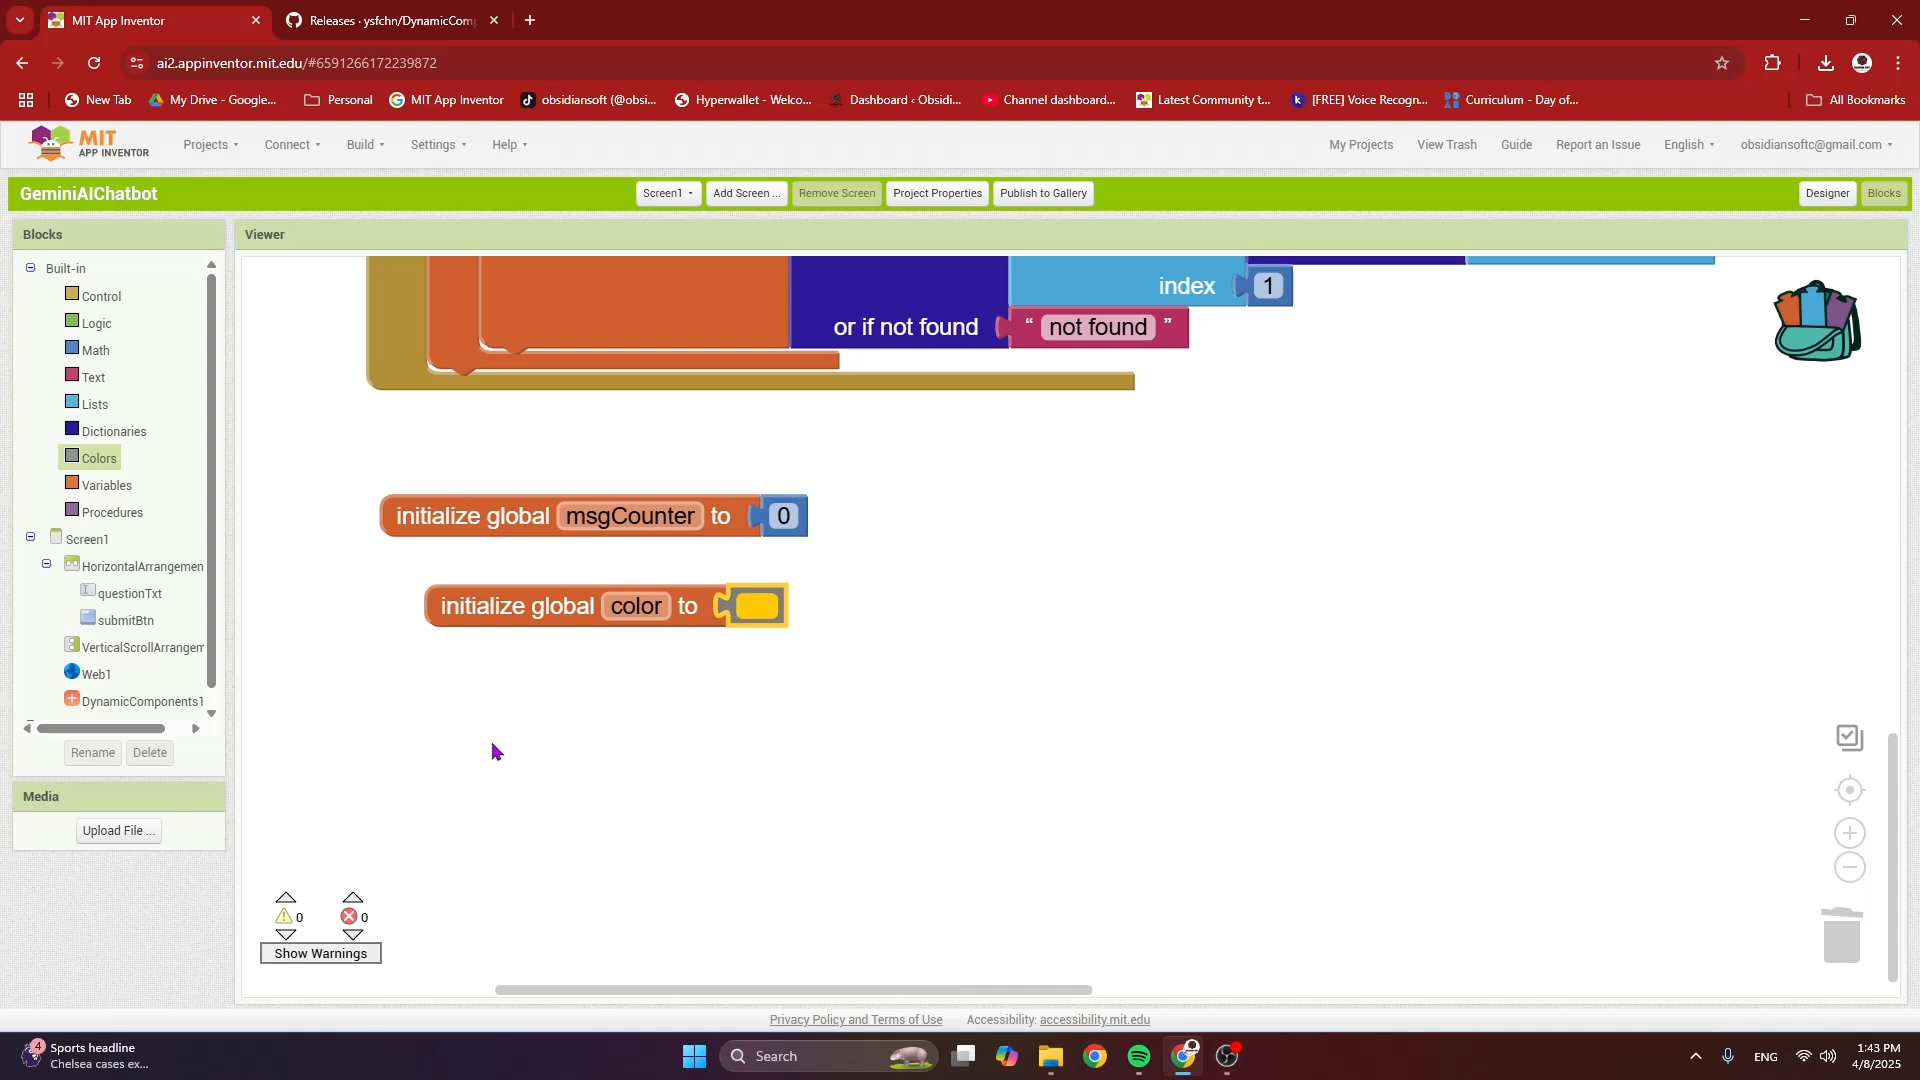 MIT App Inventor
Releases · ysfchn/DynamicComp
ai2.appinventor.mit.edu/#6591266172239872
New Tab
My Drive - Google...
Personal
MIT App Inventor
obsidiansoft (@obsi...
Hyperwallet - Welco...
Dashboard ‹ Obsidi...
Channel dashboard...
Latest Community t...
[FREE] Voice Recogn...
Curriculum - Day of...
All Bookmarks
MIT
APP INVENTOR
Projects
Connect
Build
Settings
Help
My Projects
View Trash
Guide
Report an Issue
English
obsidiansoftc@gmail.com
GeminiAIChatbot
Screen1
Add Screen ...
Remove Screen
Project Properties
Publish to Gallery
Designer
Blocks
Blocks
Viewer
Built-in
Control
Logic
Math
Text
Lists
Dictionaries
Colors
Variables
Procedures
Screen1
HorizontalArrangemen
questionTxt
submitBtn
VerticalScrollArrangem
Web1
DynamicComponents1
Rename
Delete
Media
Upload File ...
index 1
or if not found “ not found ”
initialize global msgCounter to 0
initialize global color to
0
0
Show Warnings
Privacy Policy and Terms of Use
Accessibility: accessibility.mit.edu
4
Sports headline
Chelsea cases ex...
Search
ENG
1:43 PM
4/8/2025